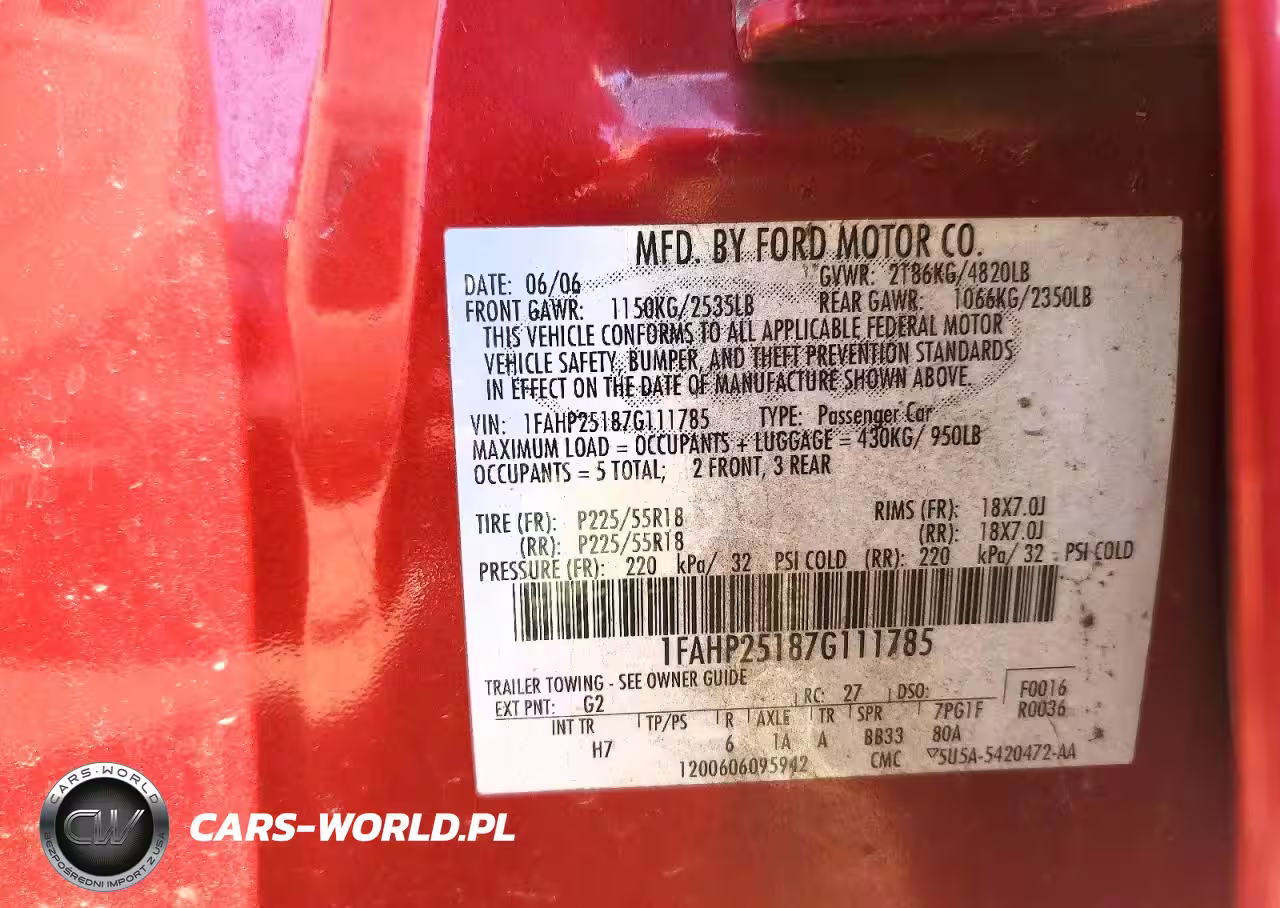 MFD. BY FORD MOTOR CO.
DATE: 06/06 GVWR: 2186KG/4820LB
FRONT GAWR: 1150KG/2535LB REAR GAWR: 1066KG/2350LB
THIS VEHICLE CONFORMS TO ALL APPLICABLE FEDERAL MOTOR
VEHICLE SAFETY, BUMPER, AND THEFT PREVENTION STANDARDS
IN EFFECT ON THE DATE OF MANUFACTURE SHOWN ABOVE.
VIN: 1FAHP25187G111785 TYPE: Passenger Car
MAXIMUM LOAD = OCCUPANTS + LUGGAGE = 430KG/ 950LB
OCCUPANTS = 5 TOTAL; 2 FRONT, 3 REAR
TIRE (FR): P225/55R18 RIMS (FR): 18X7.0J
(RR): P225/55R18 (RR): 18X7.0J
PRESSURE (FR): 220 kPa/ 32 PSI COLD (RR): 220 kPa/ 32 PSI COLD
1FAHP25187G111785
TRAILER TOWING - SEE OWNER GUIDE
EXT PNT: G2 RC: 27 DSO: F0016
INT TR TP/PS R AXLE TR SPR 7PG1F R0036
H7 6 1A A BB33 80A
1200606095942 CMC 5U5A-5420472-AA
CARS-WORLD
CW
BEZPOŚREDNI IMPORT Z USA
CARS-WORLD.PL